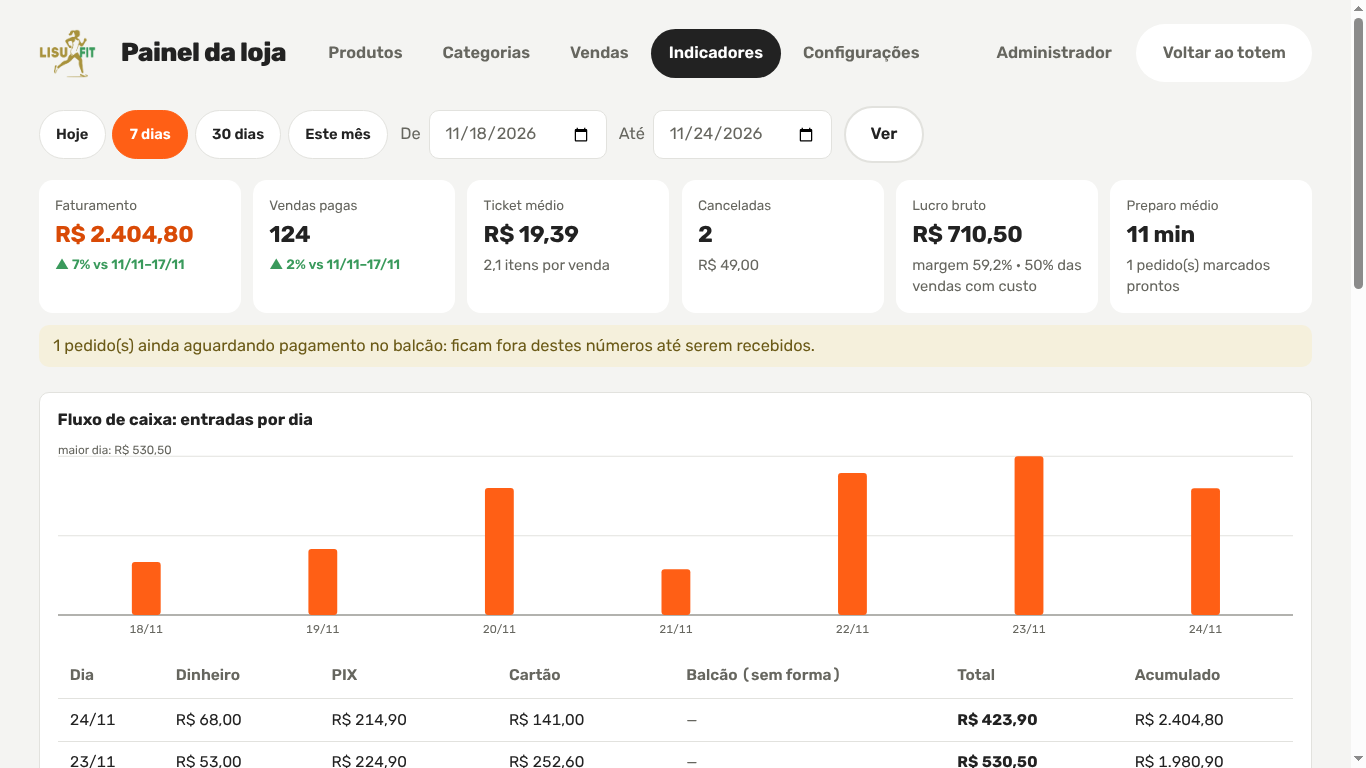 LISU FIT
Painel da loja
Produtos
Categorias
Vendas
Indicadores
Configurações
Administrador
Voltar ao totem
Hoje
7 dias
30 dias
Este mês
De
11/18/2026
Até
11/24/2026
Ver
Faturamento
R$ 2.404,80
▲ 7% vs 11/11–17/11
Vendas pagas
124
▲ 2% vs 11/11–17/11
Ticket médio
R$ 19,39
2,1 itens por venda
Canceladas
2
R$ 49,00
Lucro bruto
R$ 710,50
margem 59,2% • 50% das
vendas com custo
Preparo médio
11 min
1 pedido(s) marcados
prontos
1 pedido(s) ainda aguardando pagamento no balcão: ficam fora destes números até serem recebidos.
Fluxo de caixa: entradas por dia
maior dia: R$ 530,50
18/11 19/11 20/11 21/11 22/11 23/11 24/11
Dia Dinheiro PIX Cartão Balcão (sem forma) Total Acumulado
24/11 R$ 68,00 R$ 214,90 R$ 141,00 — R$ 423,90 R$ 2.404,80
23/11 R$ 53,00 R$ 224,90 R$ 252,60 — R$ 530,50 R$ 1.980,90